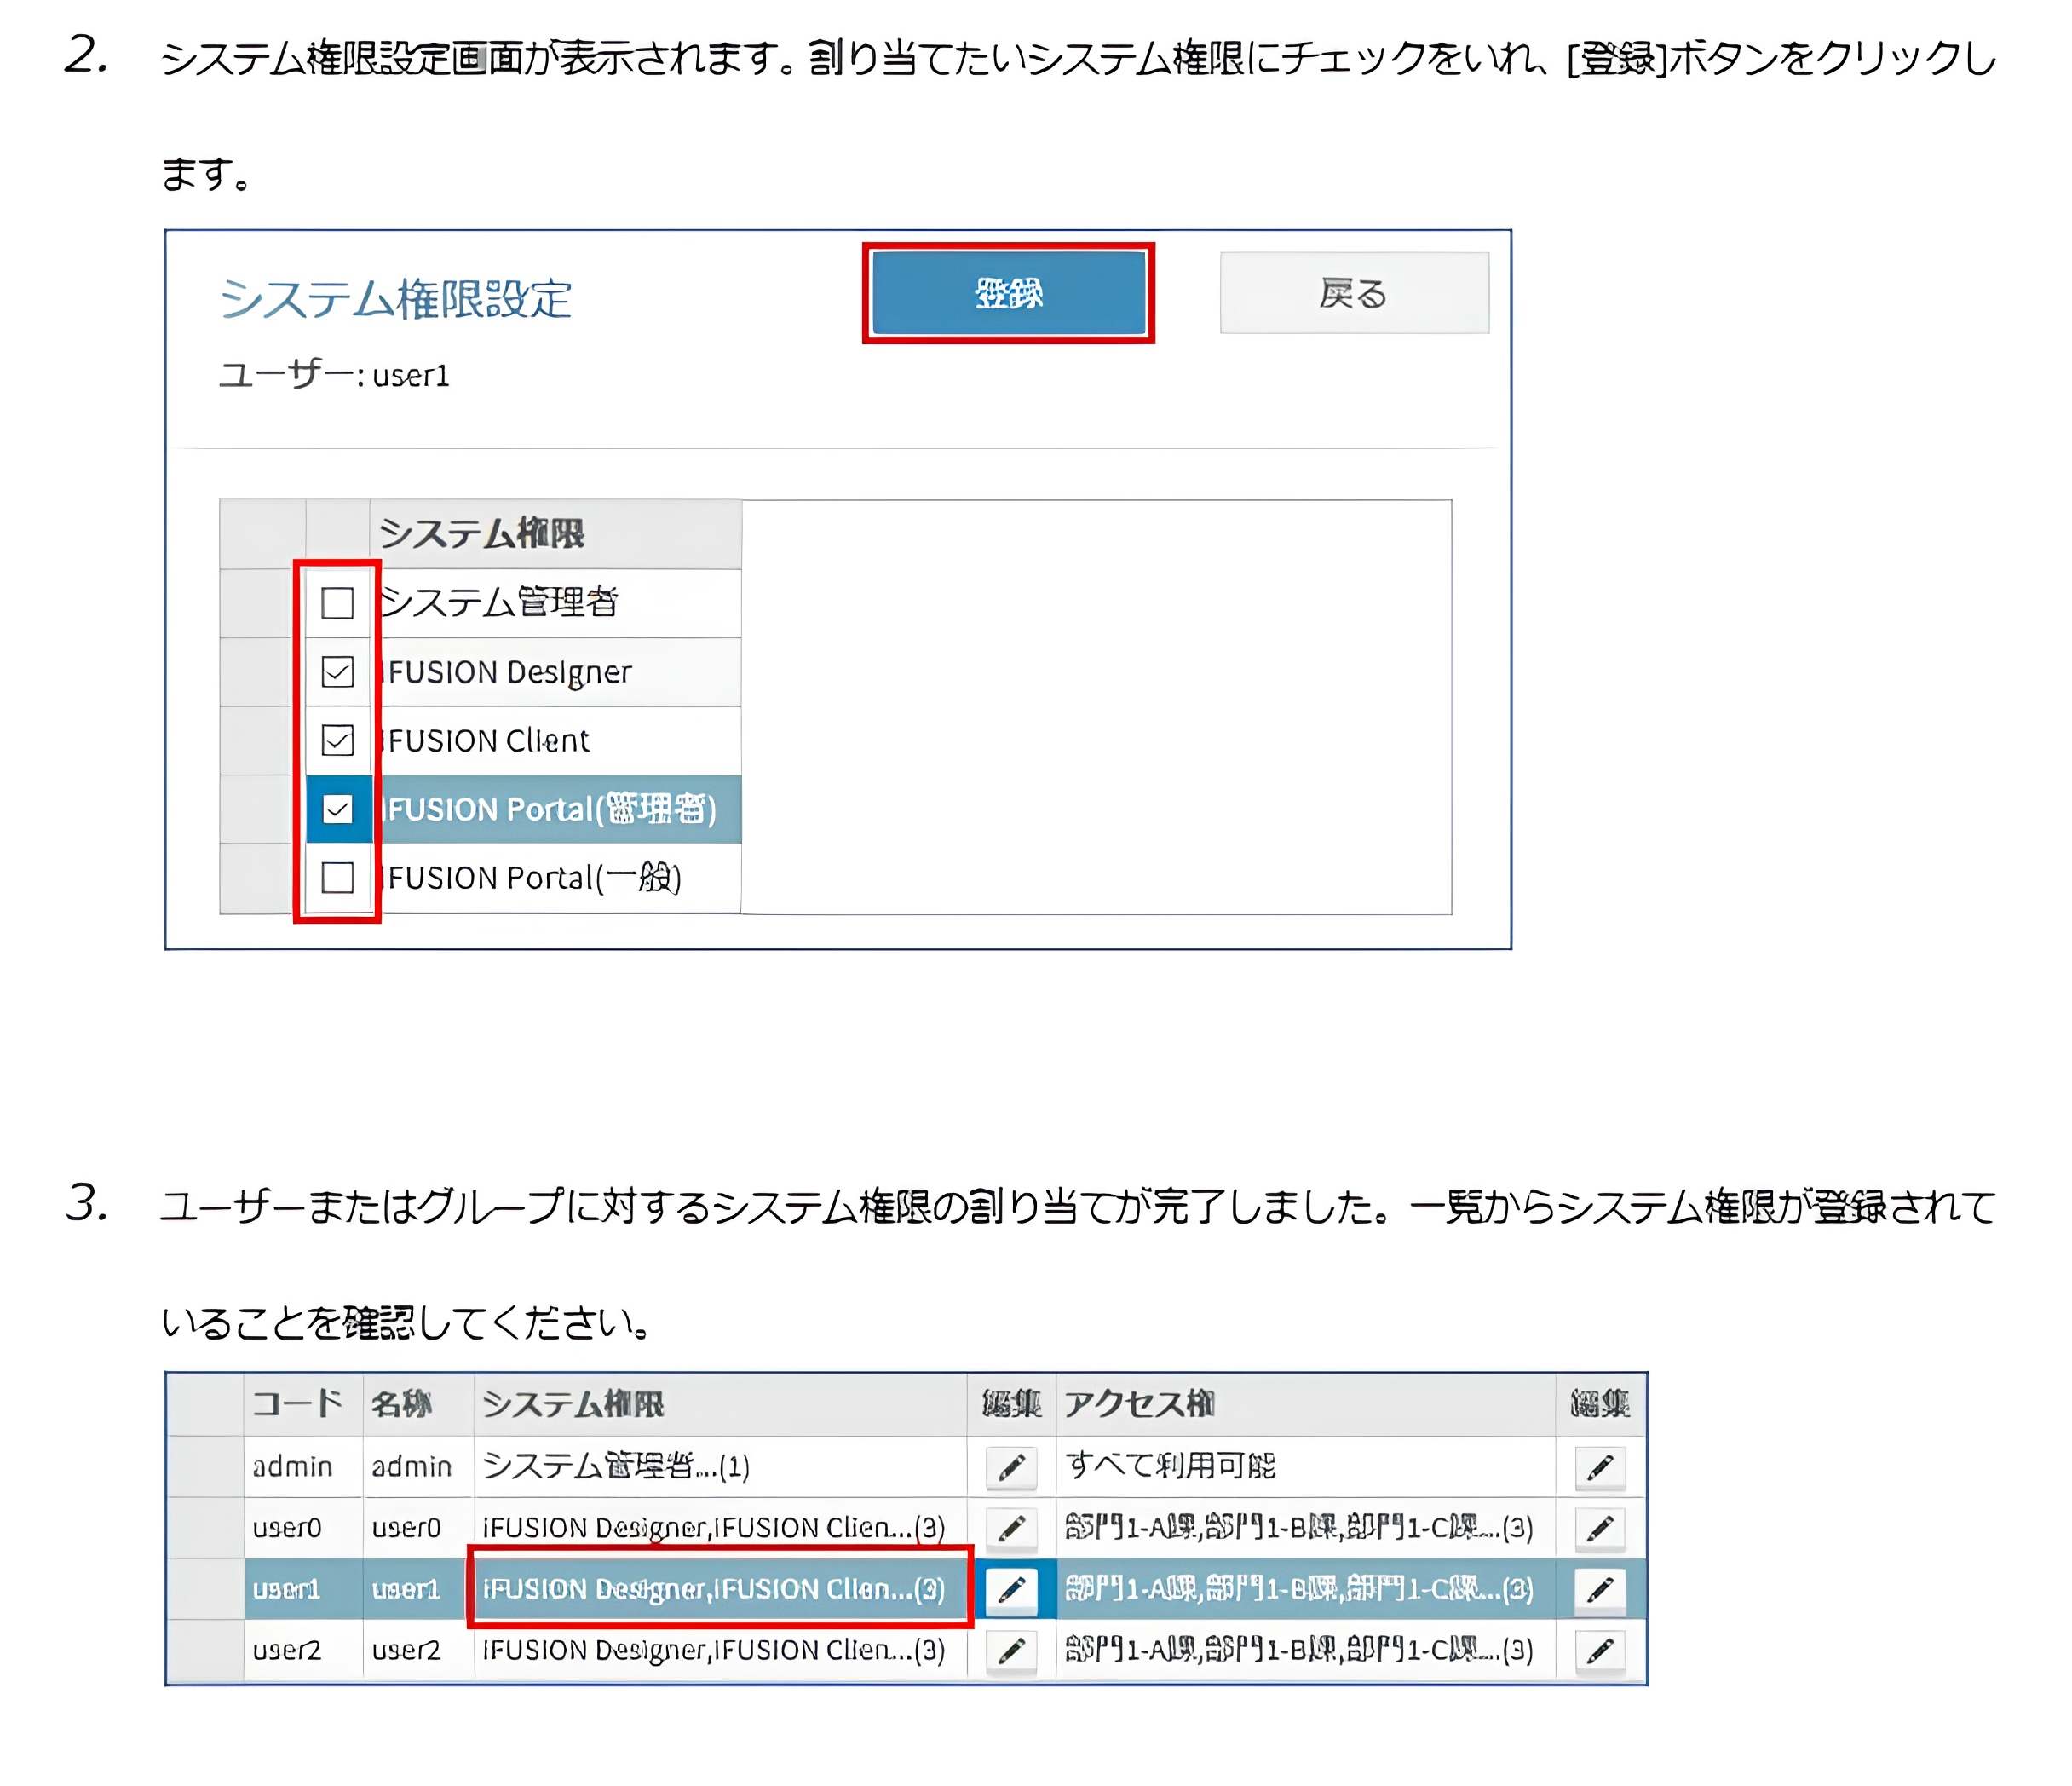 2. システム権限設定画面が表示されます。割り当てたいシステム権限にチェックをいれ、[登録]ボタンをクリックし
ます。
システム権限設定 登録 戻る
ユーザー: user1
システム権限
システム管理者
iFUSION Designer
iFUSION Client
iFUSION Portal(管理者)
iFUSION Portal(一般)
3. ユーザーまたはグループに対するシステム権限の割り当てが完了しました。一覧からシステム権限が登録されて
いることを確認してください。
コード 名称 システム権限 編集 アクセス権 編集
admin admin システム管理者...(1) すべて利用可能
user0 user0 iFUSION Designer,iFUSION Clien...(3) 部門1-A課,部門1-B課,部門1-C課...(3)
user1 user1 iFUSION Designer,iFUSION Clien...(3) 部門1-A課,部門1-B課,部門1-C課...(3)
user2 user2 iFUSION Designer,iFUSION Clien...(3) 部門1-A課,部門1-B課,部門1-C課...(3)